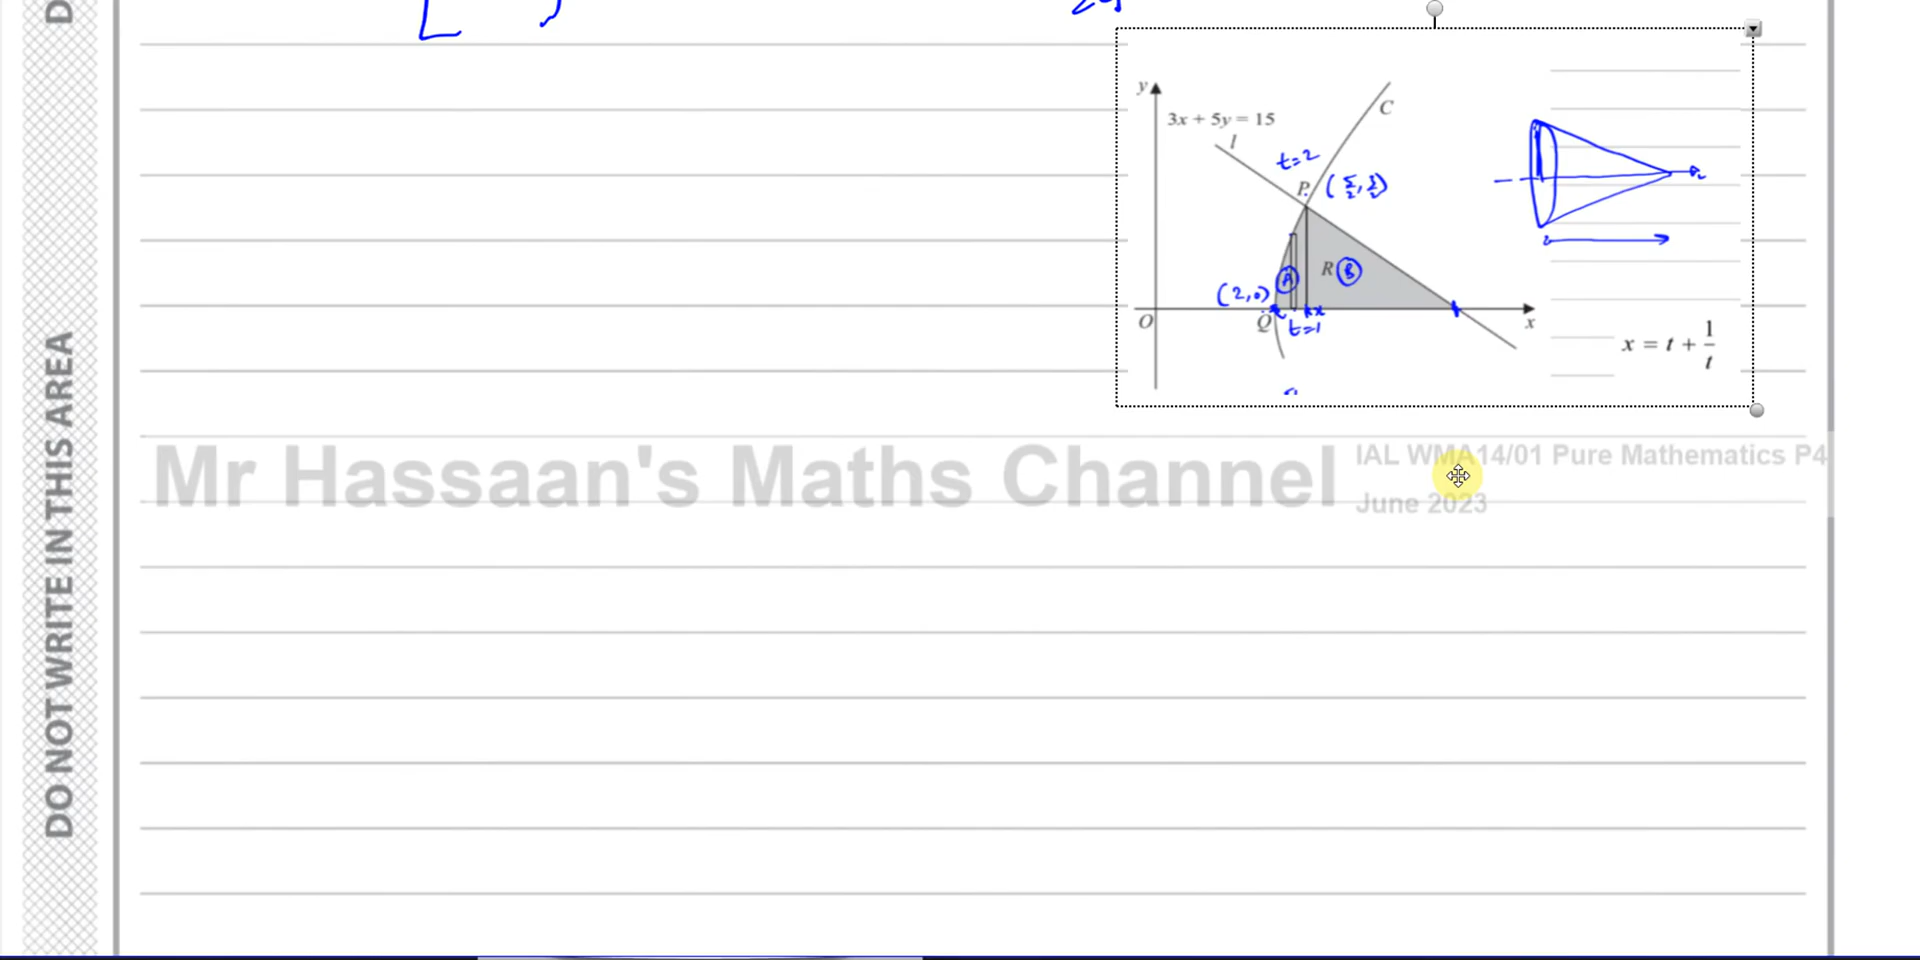 DO NOT WRITE IN THIS AREA
D
y
C
3x + 5y = 15
l
t=2
P
(5/2, 3/2)
R
B
A
(2,0)
O
Q
t=1
x
x = t + 1/t
Mr Hassaan's Maths Channel
IAL WMA14/01 Pure Mathematics P4
June 2023